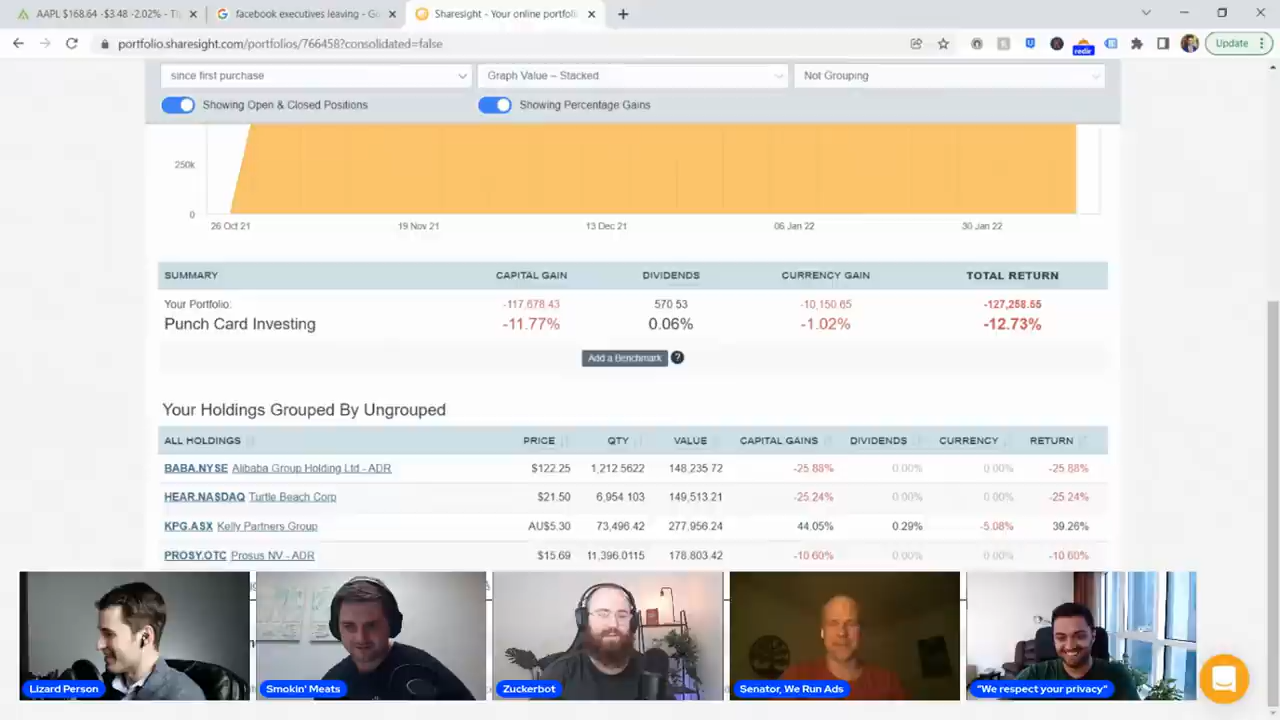 AAPL $168.64 -$3.48 -2.02% - Th
facebook executives leaving - Go
Sharesight - Your online portfoli
portfolio.sharesight.com/portfolios/766458?consolidated=false
redir
Update
since first purchase
Graph Value – Stacked
Not Grouping
Showing Open & Closed Positions
Showing Percentage Gains
250k
0
26 Oct 21 19 Nov 21 13 Dec 21 06 Jan 22 30 Jan 22
SUMMARY CAPITAL GAIN DIVIDENDS CURRENCY GAIN TOTAL RETURN
Your Portfolio: -117,678.43 570.53 -10,150.65 -127,258.55
Punch Card Investing -11.77% 0.06% -1.02% -12.73%
Add a Benchmark ?
Your Holdings Grouped By Ungrouped
ALL HOLDINGS PRICE QTY VALUE CAPITAL GAINS DIVIDENDS CURRENCY RETURN
BABA.NYSE Alibaba Group Holding Ltd - ADR $122.25 1,212.5622 148,235.72 -25.88% 0.00% 0.00% -25.88%
HEAR.NASDAQ Turtle Beach Corp $21.50 6,954.103 149,513.21 -25.24% 0.00% 0.00% -25.24%
KPG.ASX Kelly Partners Group AU$5.30 73,496.42 277,956.24 44.05% 0.29% -5.08% 39.26%
PROSY.OTC Prosus NV - ADR $15.69 11,396.0115 178,803.42 -10.60% 0.00% 0.00% -10.60%
Lizard Person
Smokin' Meats
Zuckerbot
Senator, We Run Ads
"We respect your privacy"